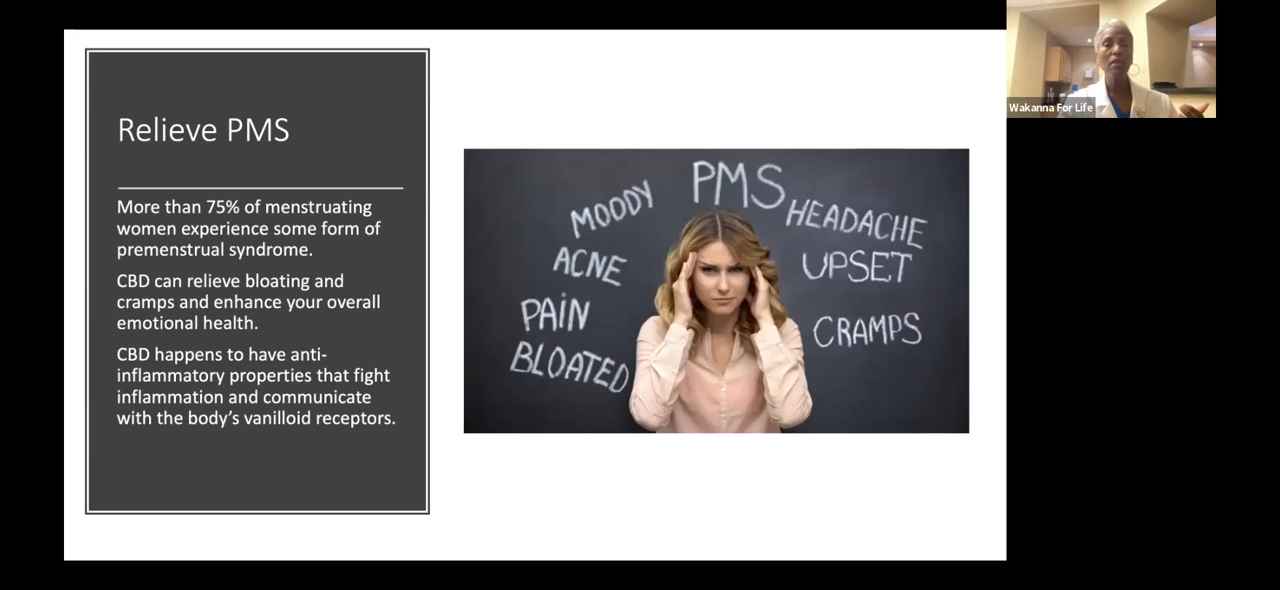 Relieve PMS
More than 75% of menstruating
women experience some form of
premenstrual syndrome.
CBD can relieve bloating and
cramps and enhance your overall
emotional health.
CBD happens to have anti-
inflammatory properties that fight
inflammation and communicate
with the body's vanilloid receptors.
PMS
MOODY
HEADACHE
ACNE
UPSET
PAIN
CRAMPS
BLOATED
Wakanna For Life